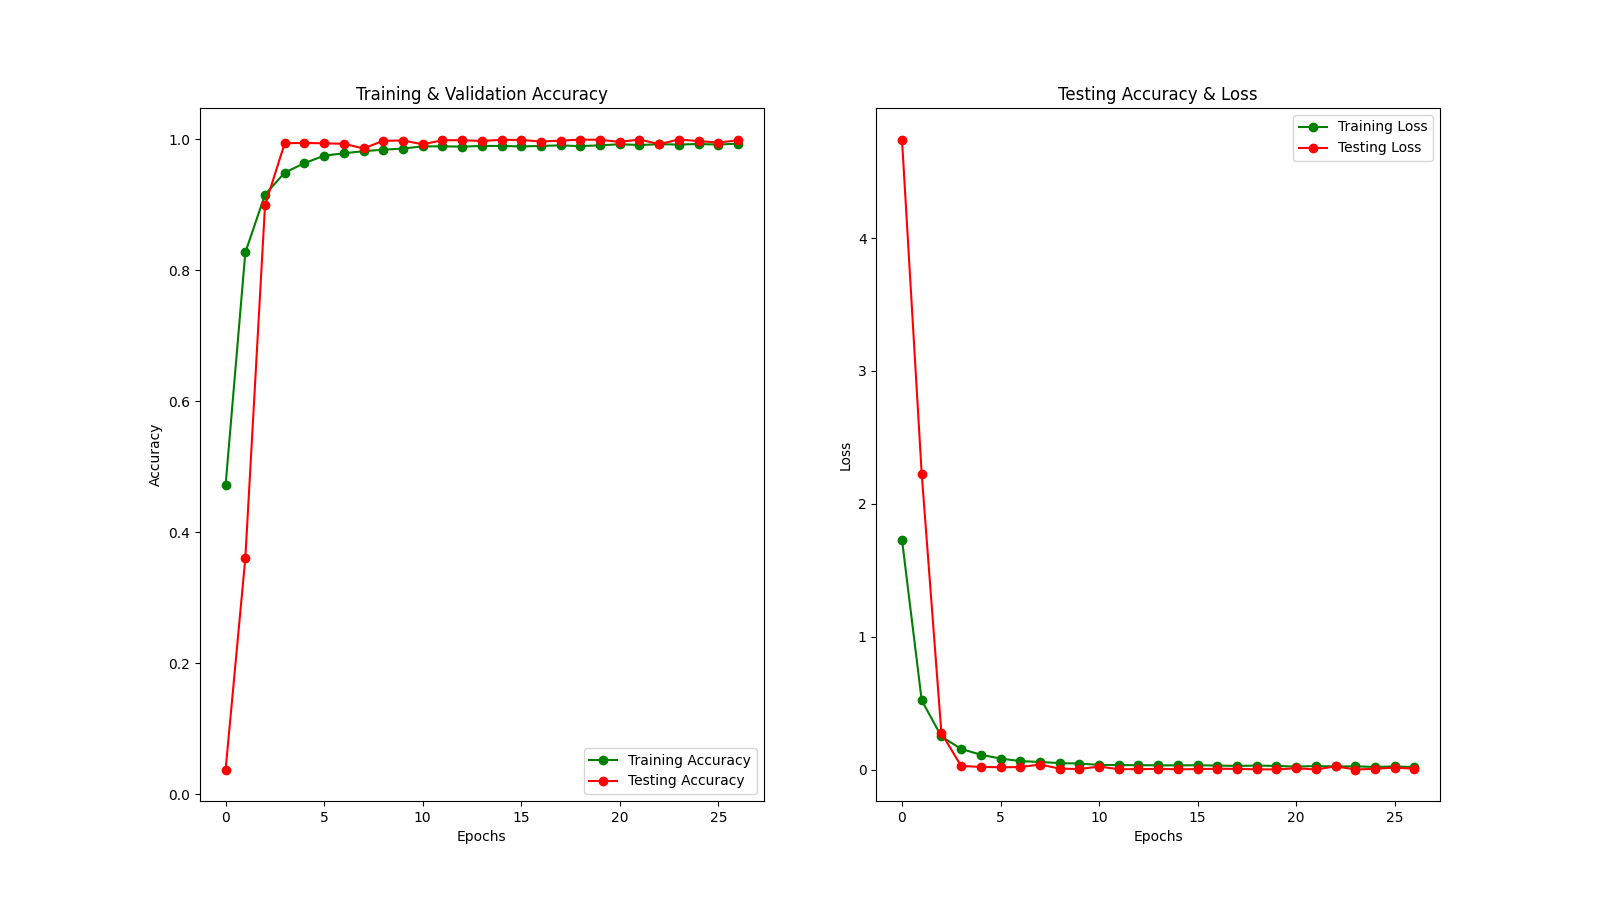 Training & Validation Accuracy
1.0
0.8
0.6
0.4
0.2
0.0
Accuracy
0 5 10 15 20 25
Epochs
Training Accuracy
Testing Accuracy
Testing Accuracy & Loss
4
3
2
1
0
Loss
0 5 10 15 20 25
Epochs
Training Loss
Testing Loss